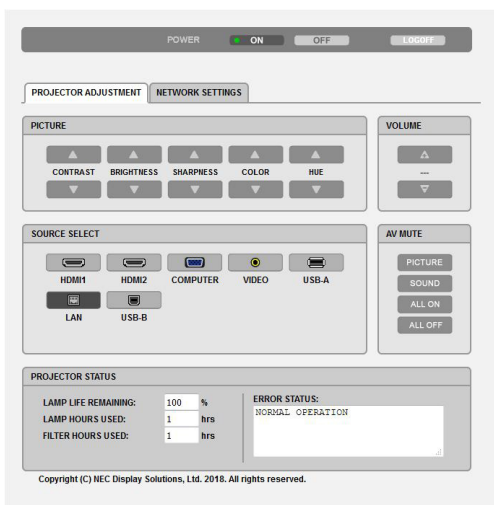 POWER ON OFF LOGOFF
PROJECTOR ADJUSTMENT NETWORK SETTINGS
PICTURE
CONTRAST BRIGHTNESS SHARPNESS COLOR HUE
VOLUME
---
SOURCE SELECT
HDMI1 HDMI2 COMPUTER VIDEO USB-A
LAN USB-B
AV MUTE
PICTURE
SOUND
ALL ON
ALL OFF
PROJECTOR STATUS
LAMP LIFE REMAINING: 100 %
LAMP HOURS USED: 1 hrs
FILTER HOURS USED: 1 hrs
ERROR STATUS:
NORMAL OPERATION
Copyright (C) NEC Display Solutions, Ltd. 2018. All rights reserved.